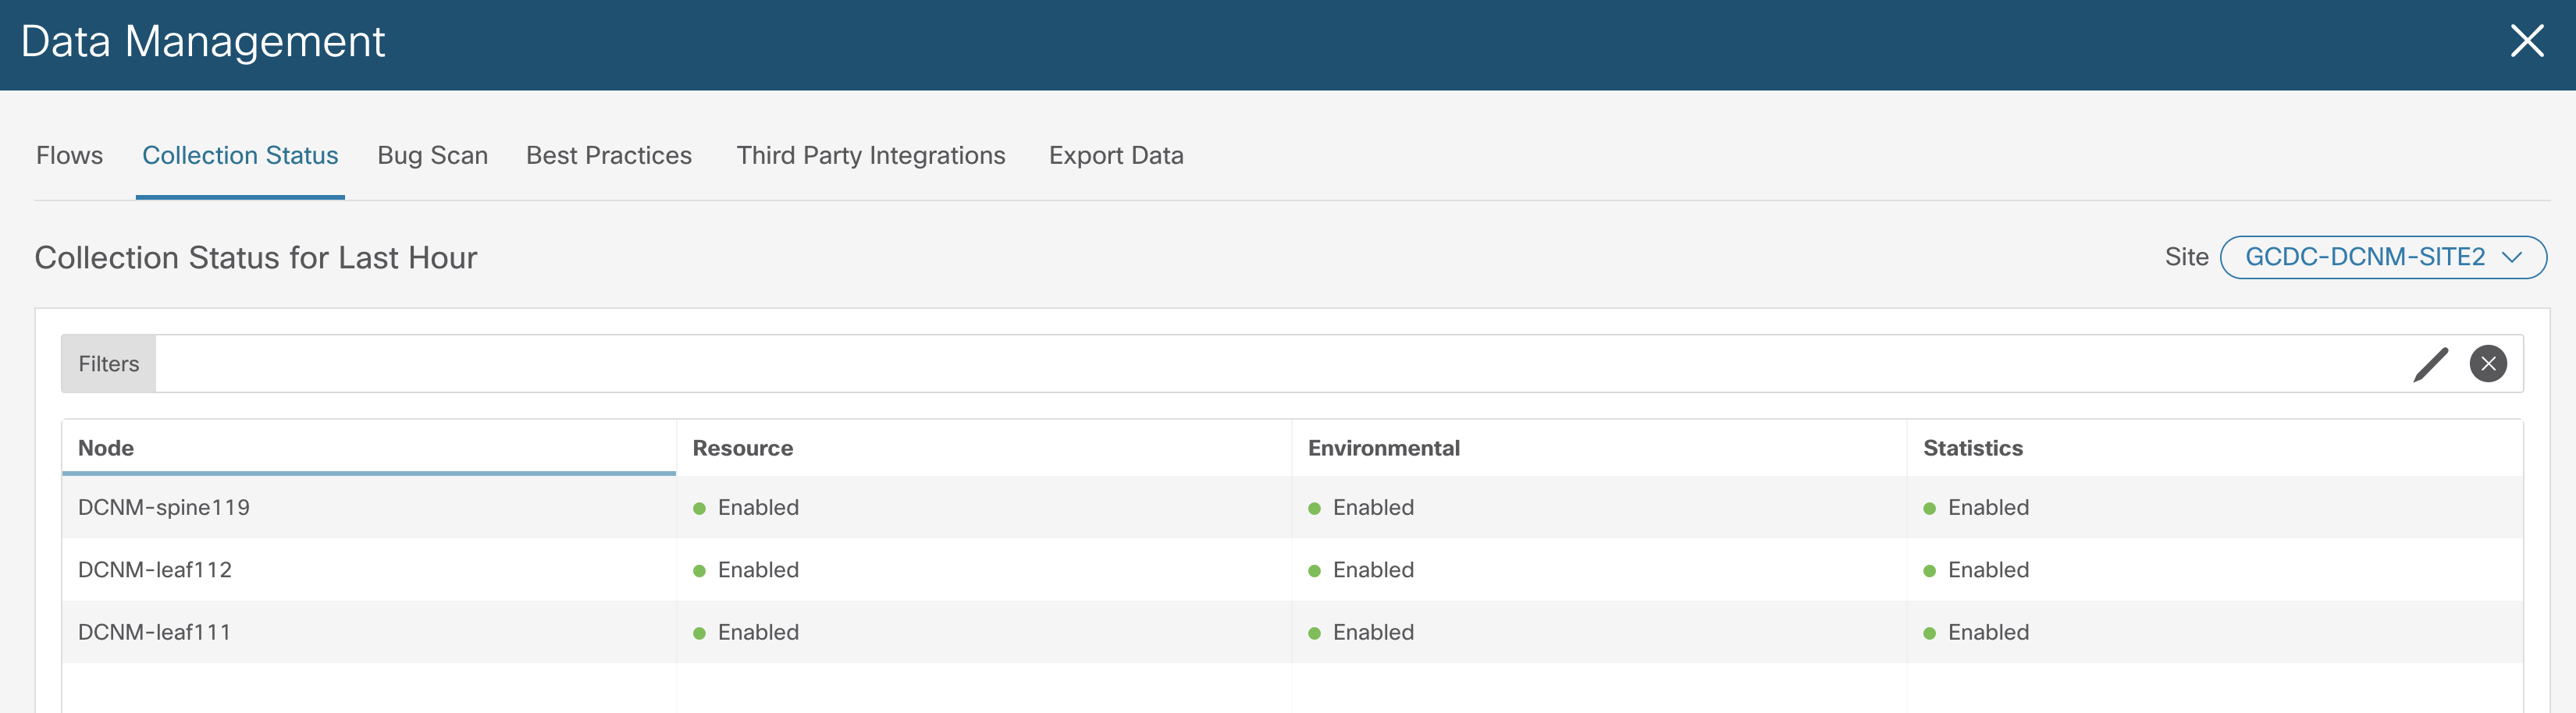 Data Management
Flows Collection Status Bug Scan Best Practices Third Party Integrations Export Data
Collection Status for Last Hour Site GCDC-DCNM-SITE2
Filters
Node Resource Environmental Statistics
DCNM-spine119 Enabled Enabled Enabled
DCNM-leaf112 Enabled Enabled Enabled
DCNM-leaf111 Enabled Enabled Enabled